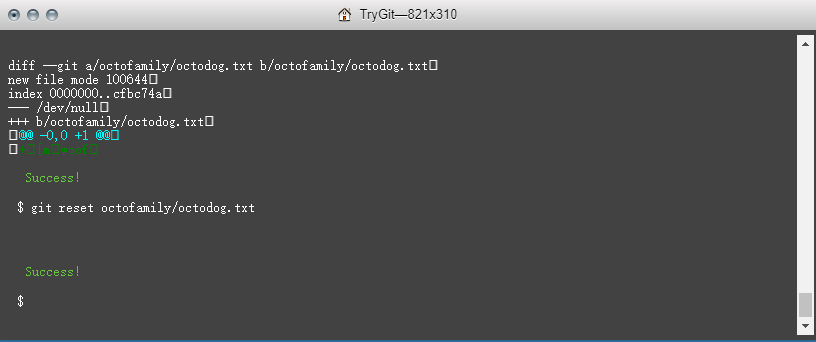 TryGit—821x310
diff --git a/octofamily/octodog.txt b/octofamily/octodog.txt
new file mode 100644
index 0000000..cfbc74a
--- /dev/null
+++ b/octofamily/octodog.txt
@@ -0,0 +1 @@
Success!
$ git reset octofamily/octodog.txt
Success!
$